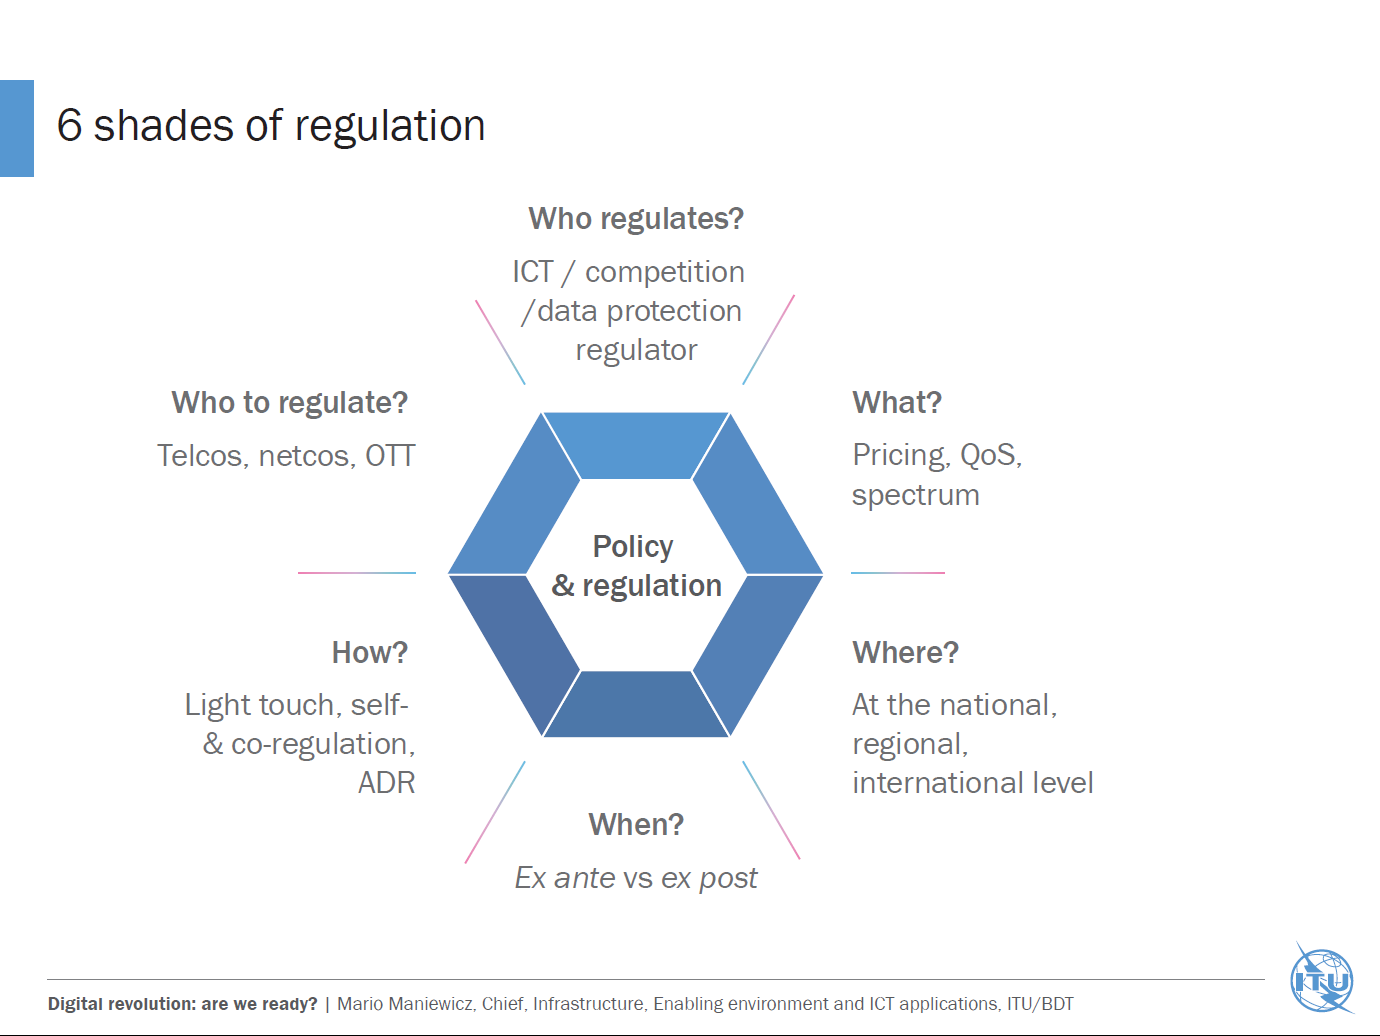 6 shades of regulation
Who regulates?
ICT / competition
/data protection
regulator
Who to regulate?
Telcos, netcos, OTT
What?
Pricing, QoS,
spectrum
Policy
& regulation
How?
Light touch, self-
& co-regulation,
ADR
Where?
At the national,
regional,
international level
When?
Ex ante vs ex post
Digital revolution: are we ready? | Mario Maniewicz, Chief, Infrastructure, Enabling environment and ICT applications, ITU/BDT
ITU